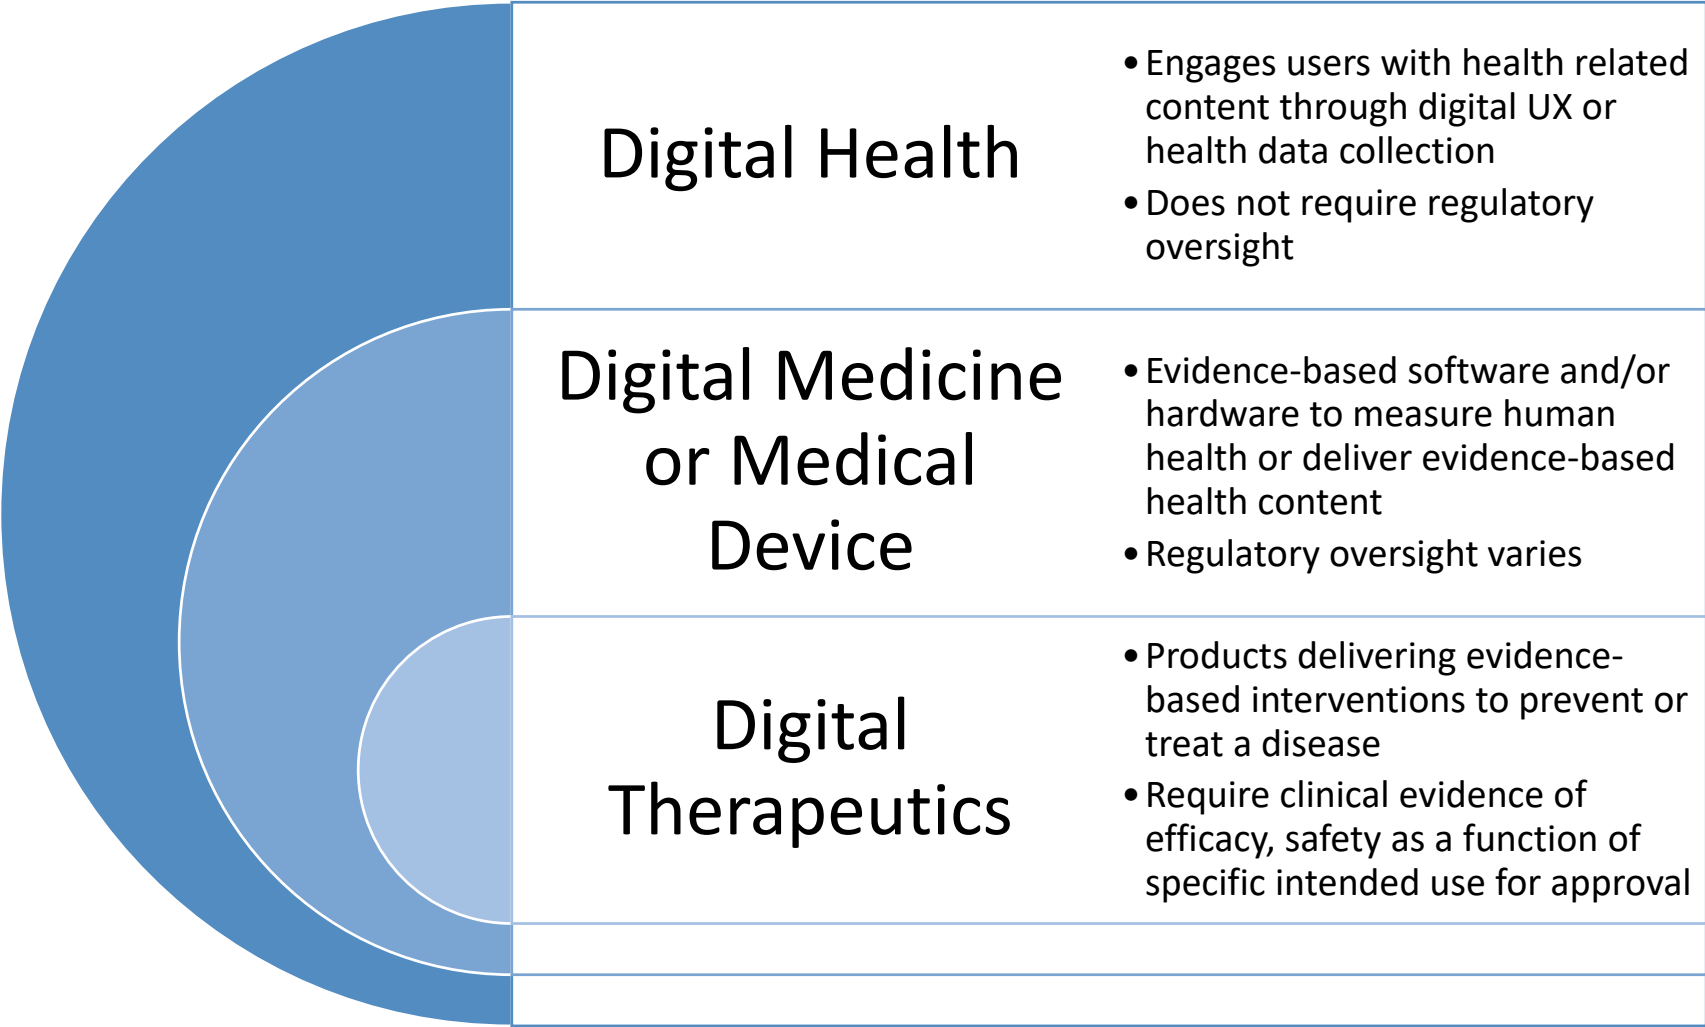 Digital Health
• Engages users with health related
content through digital UX or
health data collection
• Does not require regulatory
oversight
Digital Medicine
or Medical
Device
• Evidence-based software and/or
hardware to measure human
health or deliver evidence-based
health content
• Regulatory oversight varies
Digital
Therapeutics
• Products delivering evidence-
based interventions to prevent or
treat a disease
• Require clinical evidence of
efficacy, safety as a function of
specific intended use for approval